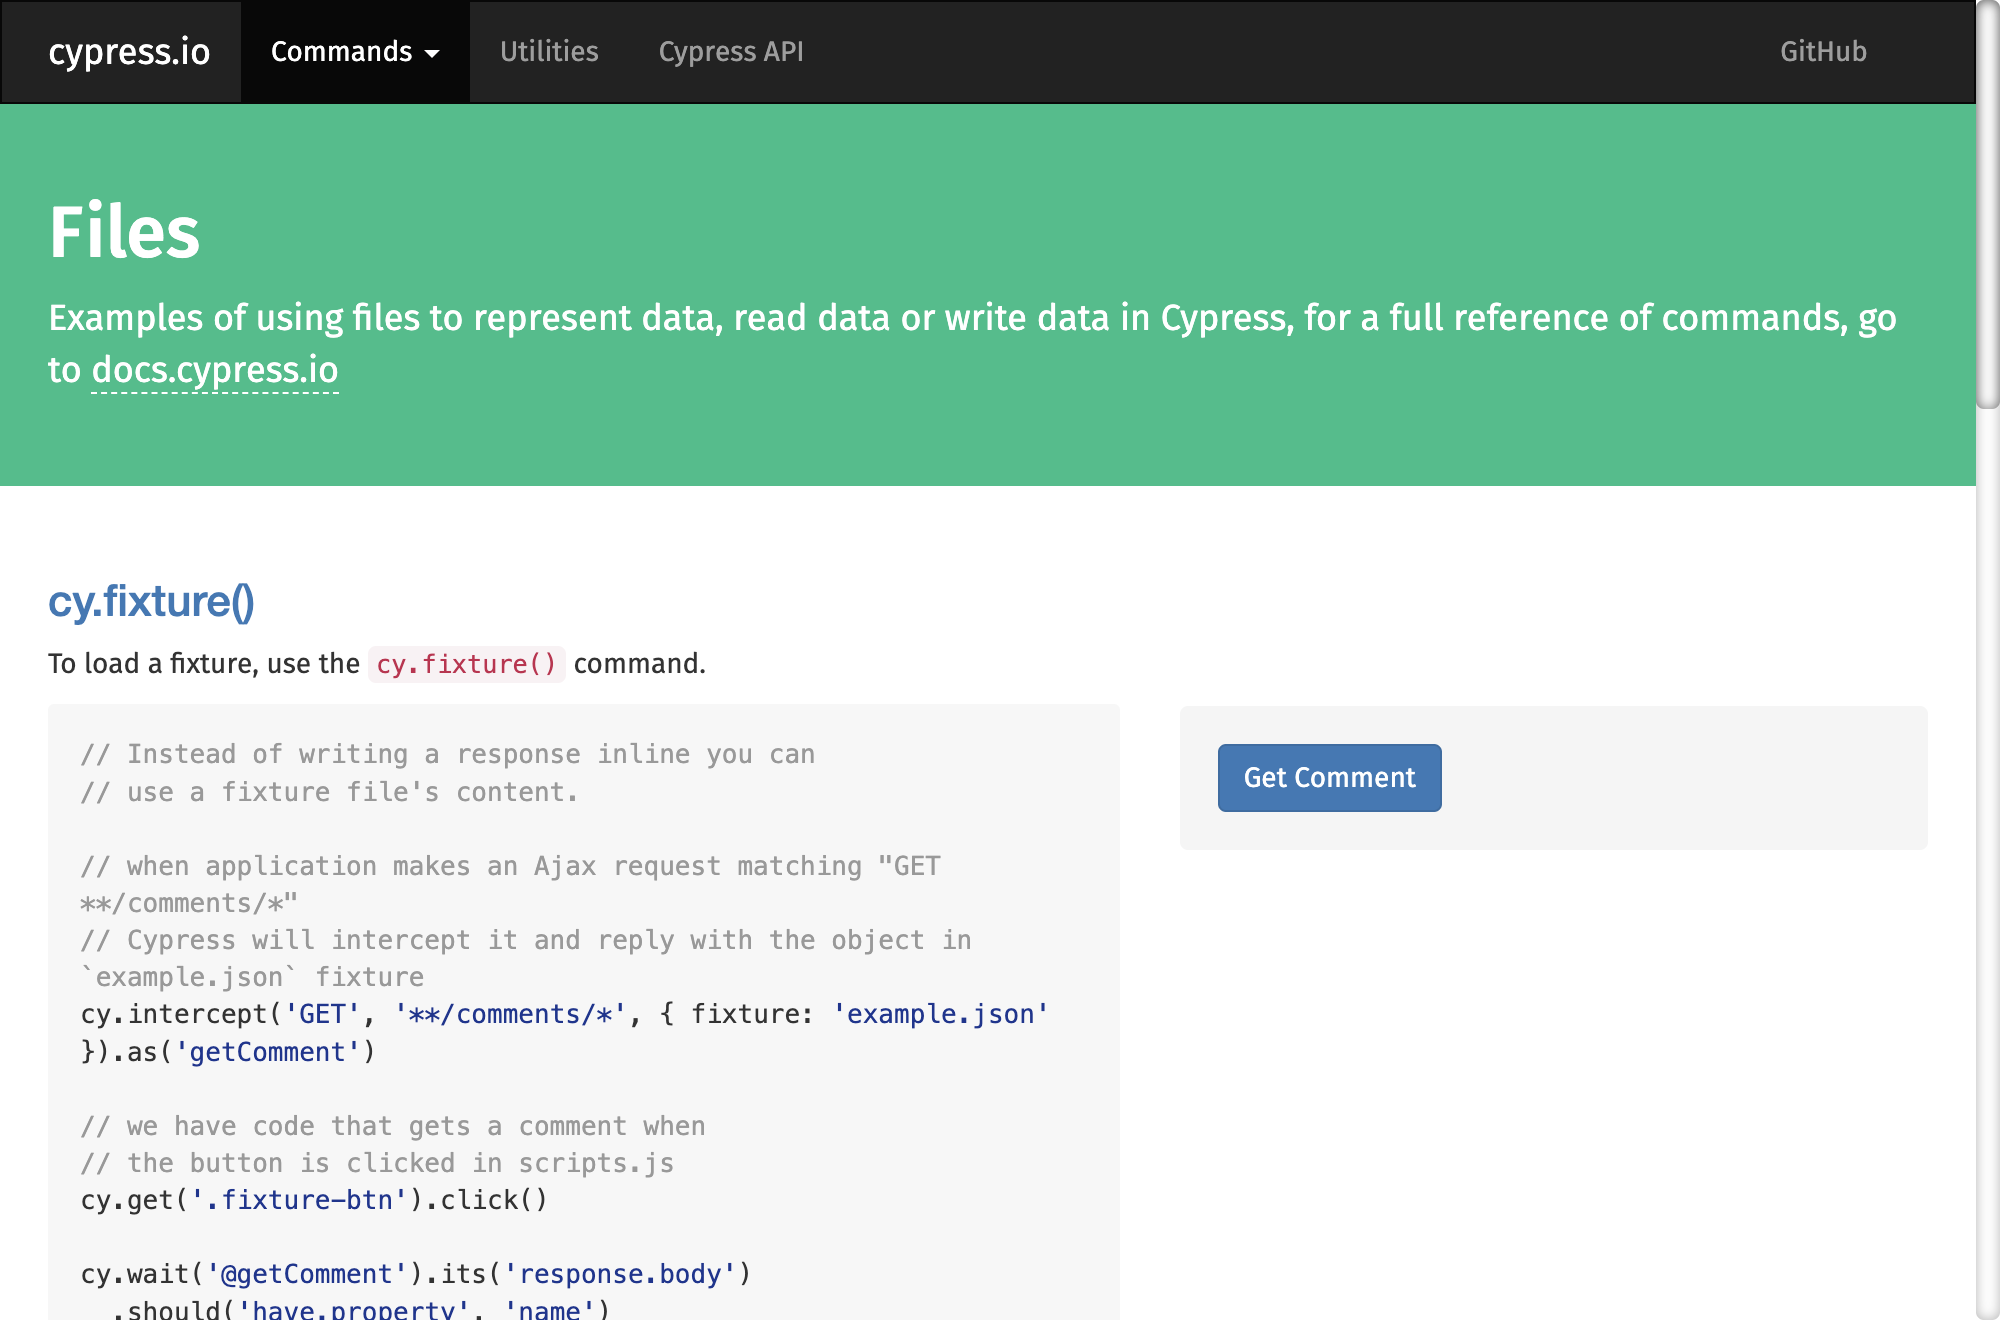 cypress.io
Commands
Utilities
Cypress API
GitHub
Files
Examples of using files to represent data, read data or write data in Cypress, for a full reference of commands, go
to docs.cypress.io
cy.fixture()
To load a fixture, use the cy.fixture() command.
// Instead of writing a response inline you can
// use a fixture file's content.
// when application makes an Ajax request matching "GET
**/comments/*"
// Cypress will intercept it and reply with the object in
`example.json` fixture
cy.intercept('GET', '**/comments/*', { fixture: 'example.json'
}).as('getComment')
// we have code that gets a comment when
// the button is clicked in scripts.js
cy.get('.fixture-btn').click()
cy.wait('@getComment').its('response.body')
.should('have.property', 'name')
Get Comment